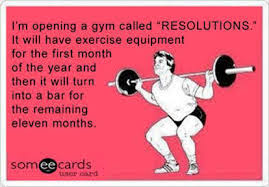 I'm opening a gym called "RESOLUTIONS."
It will have exercise equipment
for the first month
of the year and
then it will turn
into a bar for
the remaining
eleven months.
someecards
user card